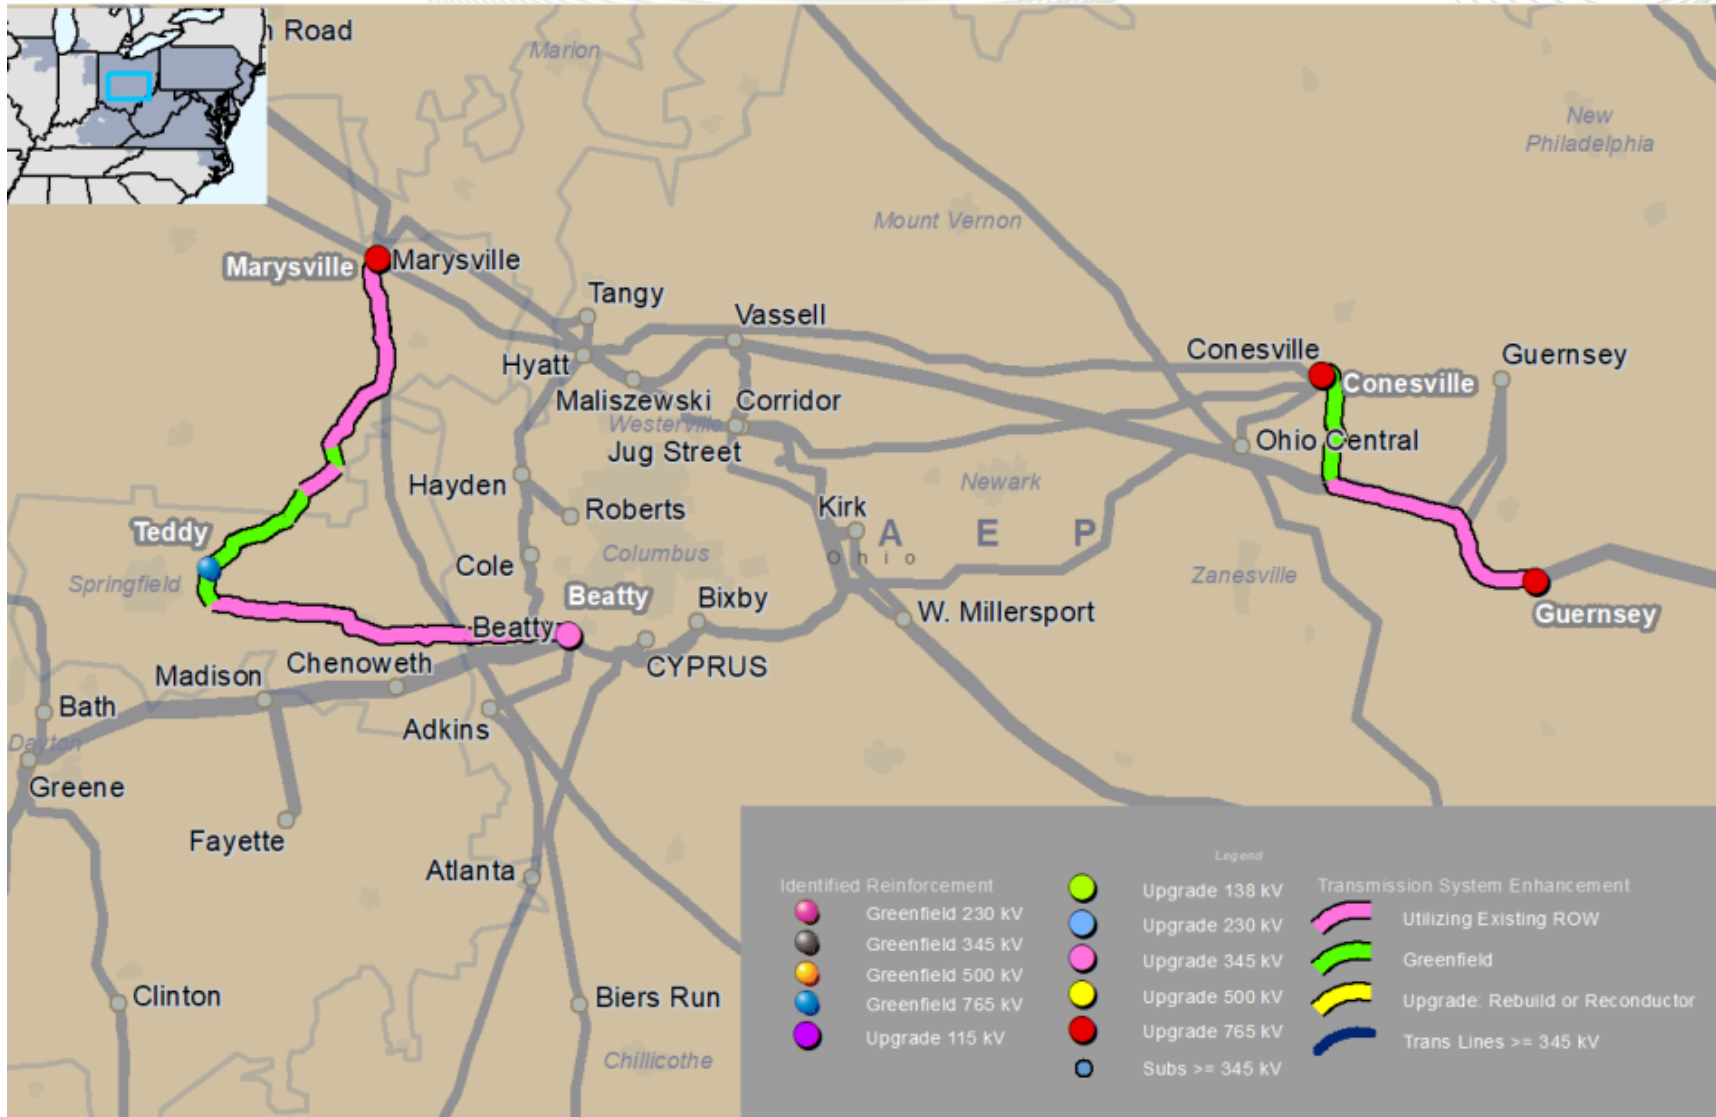 n Road
Marion
New
Philadelphia
Mount Vernon
Marysville
Marysville
Tangy
Vassell
Hyatt
Conesville
Guernsey
Conesville
Maliszewski
Corridor
Westerville
Jug Street
Ohio Central
Hayden
Newark
Roberts
Kirk
A E P
Teddy
Columbus
Ohio
Cole
Springfield
Zanesville
Beatty
Bixby
Beatty
W. Millersport
Guernsey
CYPRUS
Chenoweth
Madison
Bath
Adkins
Dayton
Greene
Fayette
Atlanta
Clinton
Biers Run
Chillicothe
Legend
Identified Reinforcement
Greenfield 230 kV
Greenfield 345 kV
Greenfield 500 kV
Greenfield 765 kV
Upgrade 115 kV
Upgrade 138 kV
Upgrade 230 kV
Upgrade 345 kV
Upgrade 500 kV
Upgrade 765 kV
Subs >= 345 kV
Transmission System Enhancement
Utilizing Existing ROW
Greenfield
Upgrade: Rebuild or Reconductor
Trans Lines >= 345 kV